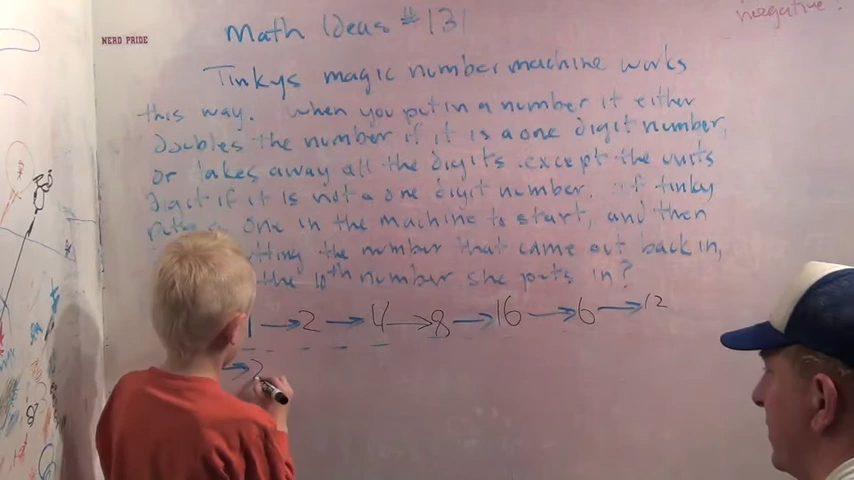 negative!
NERD PRIDE
Math Ideas #131
Tinkys magic number machine works
this way. When you put in a number it either
doubles the number if it is a one digit number,
or takes away all the digits except the units
digit if it is not a one digit number. if tinky
puts a one in the machine to start, and then
the number that came out back in,
the 10th number she puts in?
1 → 2 → 4 → 8 → 16 → 6 → 12
→ 2